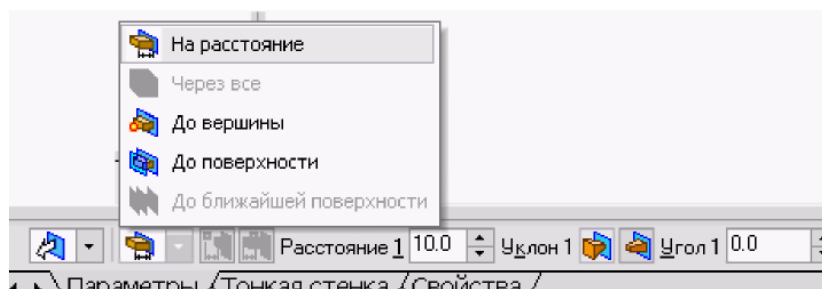 На расстояние
Через все
До вершины
До поверхности
До ближайшей поверхности
Расстояние 1 10.0 Уклон 1 Угол 1 0.0
Параметры Тонкая стенка Свойства